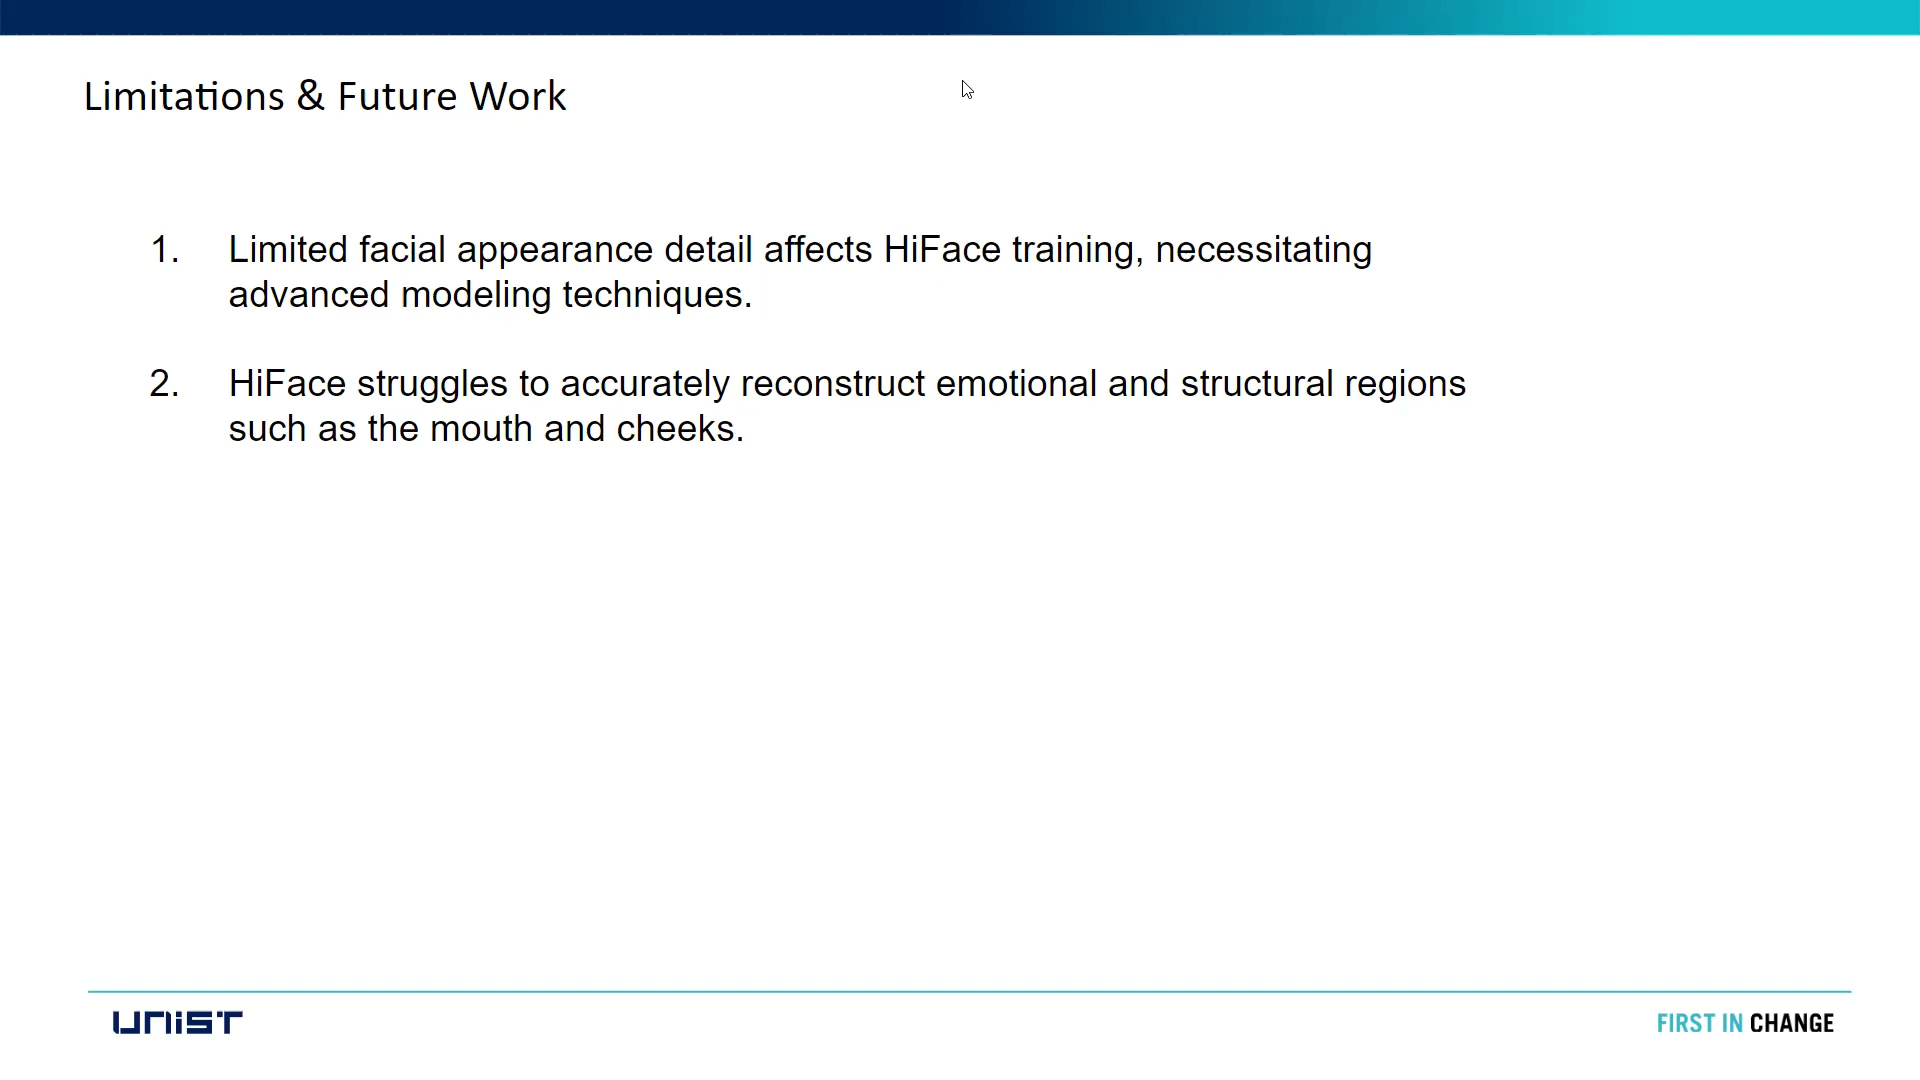 Limitations & Future Work
1. Limited facial appearance detail affects HiFace training, necessitating
advanced modeling techniques.
2. HiFace struggles to accurately reconstruct emotional and structural regions
such as the mouth and cheeks.
UNIST
FIRST IN CHANGE